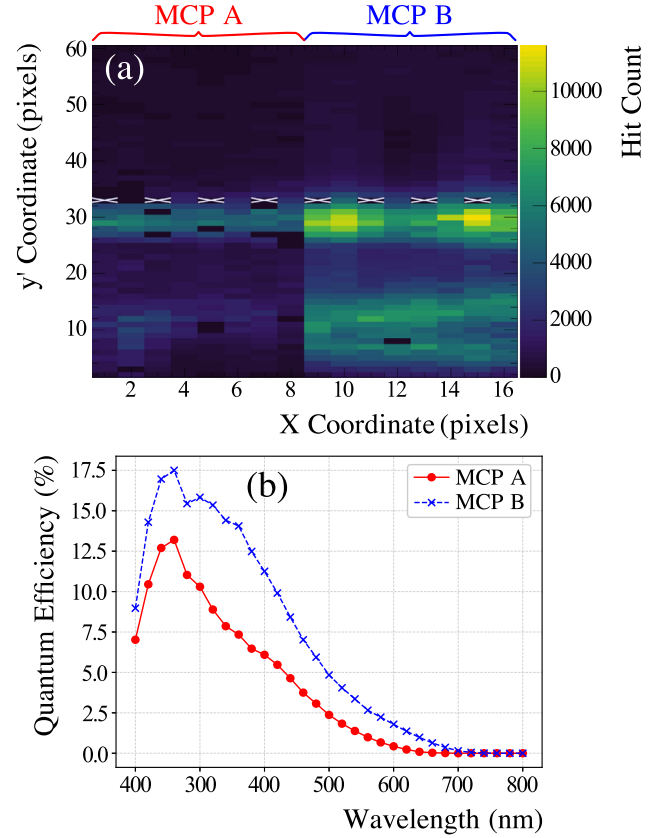 MCP A MCP B
(a)
60
50
40
30
20
10
y' Coordinate (pixels)
2 4 6 8 10 12 14 16
X Coordinate (pixels)
10000
8000
6000
4000
2000
0
Hit Count
(b)
MCP A
MCP B
17.5
15.0
12.5
10.0
7.5
5.0
2.5
0.0
Quantum Efficiency (%)
400 300 400 500 600 700 800
Wavelength (nm)